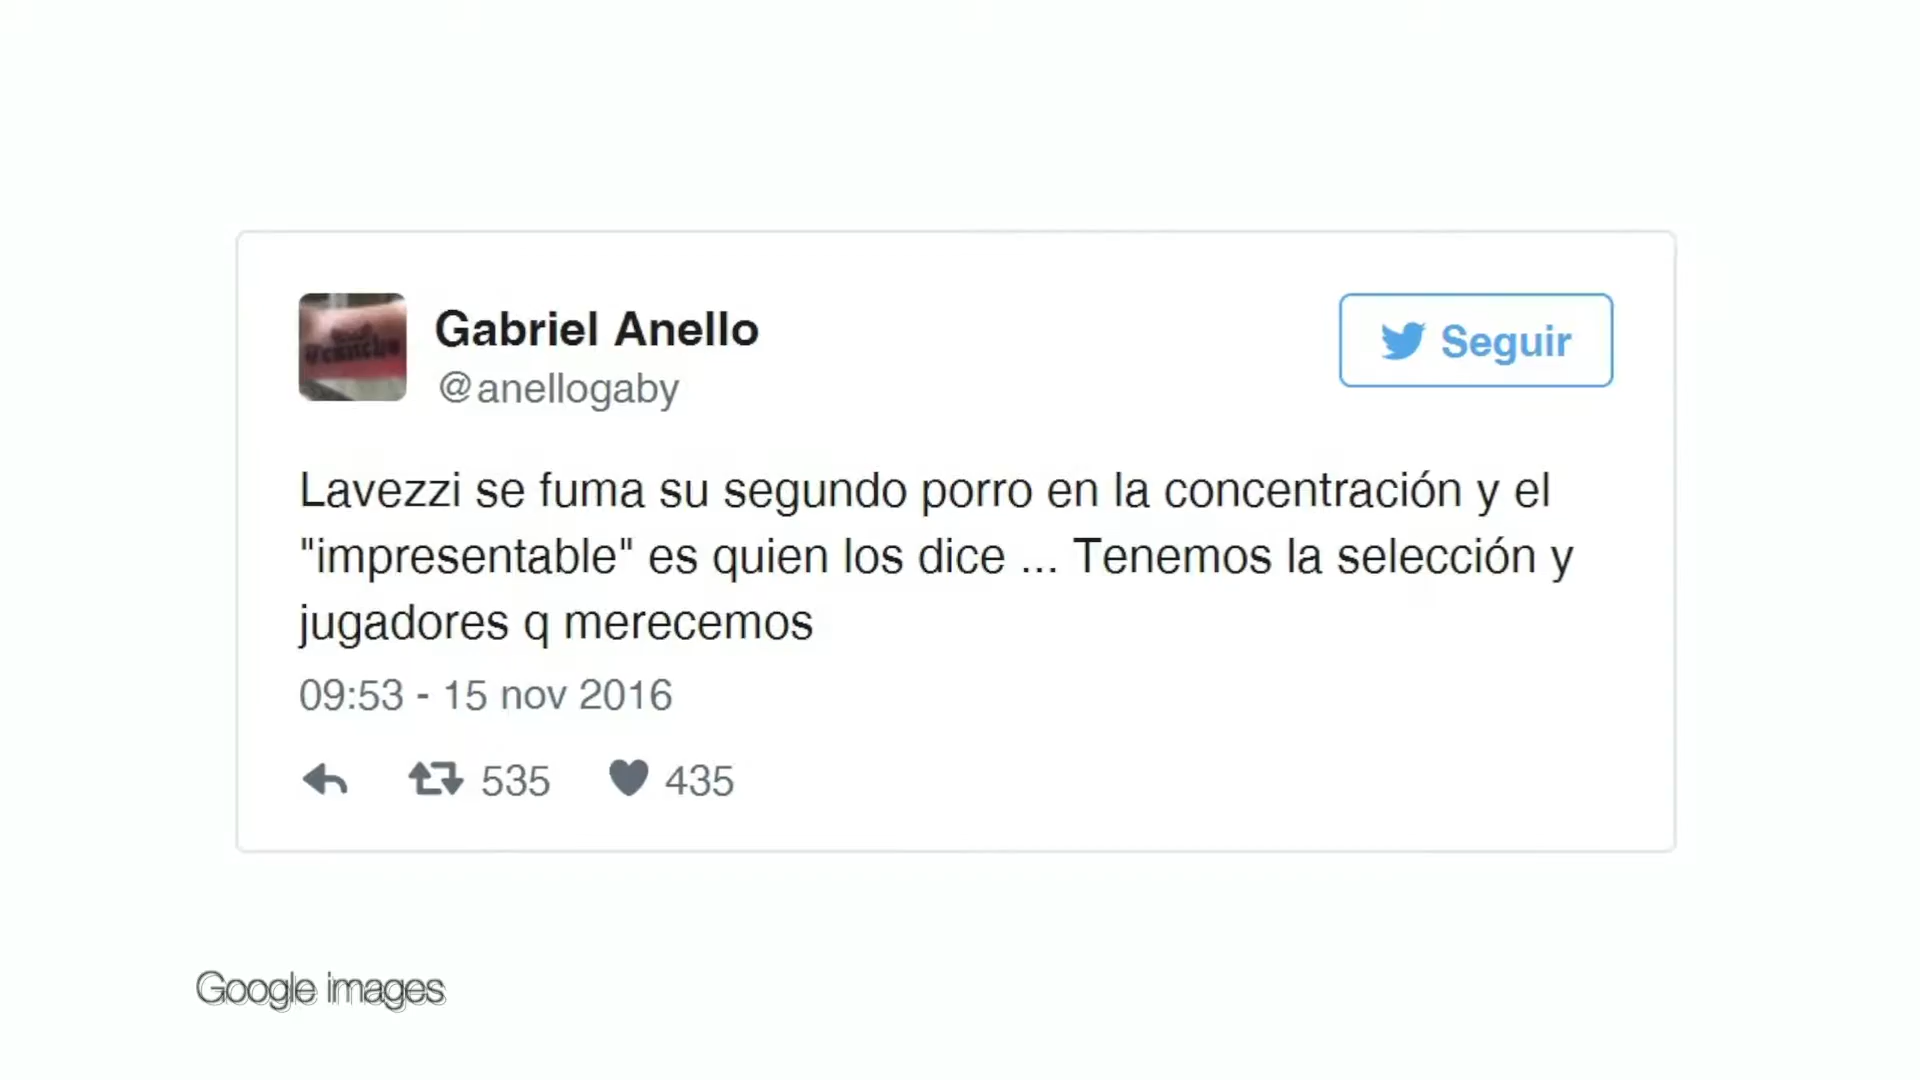 Gabriel Anello
@anellogaby
Seguir
Lavezzi se fuma su segundo porro en la concentración y el
"impresentable" es quien los dice ... Tenemos la selección y
jugadores q merecemos
09:53 - 15 nov 2016
535 435
Google images